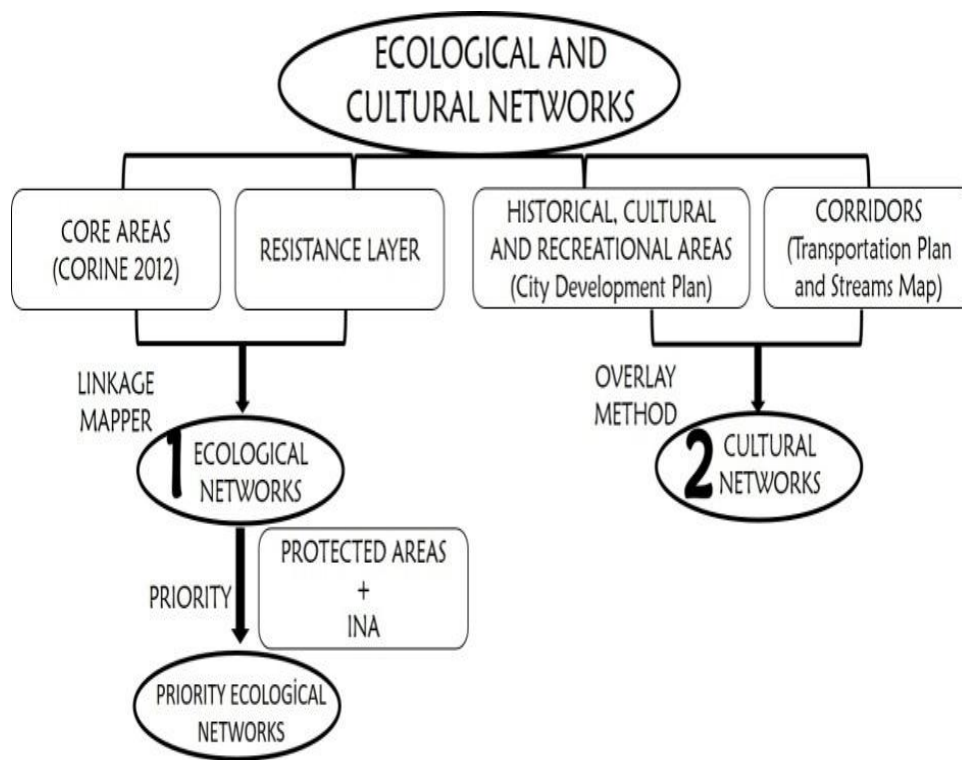 ECOLOGICAL AND
CULTURAL NETWORKS
CORE AREAS
(CORINE 2012)
RESISTANCE LAYER
HISTORICAL, CULTURAL
AND RECREATIONAL AREAS
(City Development Plan)
CORRIDORS
(Transportation Plan
and Streams Map)
LINKAGE
MAPPER
OVERLAY
METHOD
1 ECOLOGICAL
NETWORKS
2 CULTURAL
NETWORKS
PRIORITY
PROTECTED AREAS
+
INA
PRIORITY ECOLOGİCAL
NETWORKS